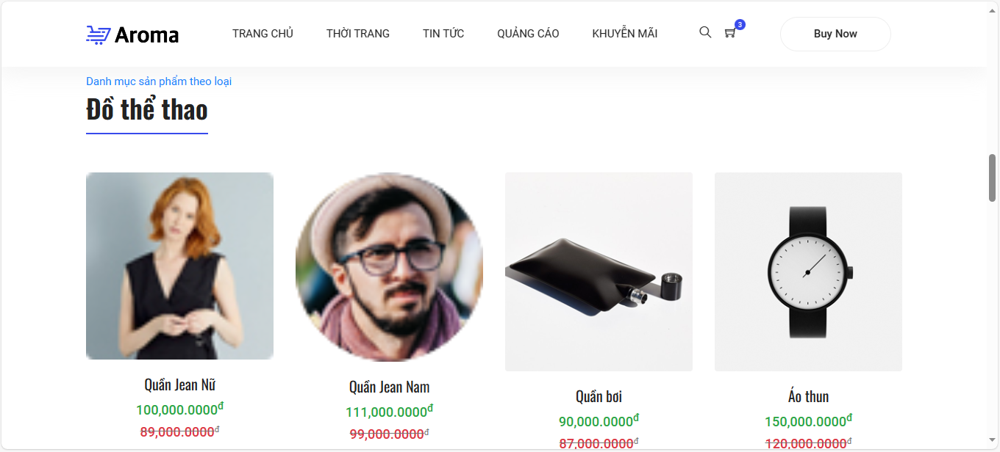 Aroma
TRANG CHỦ THỜI TRANG TIN TỨC QUẢNG CÁO KHUYẾN MÃI 3 Buy Now
Danh mục sản phẩm theo loại
Đồ thể thao
Quần Jean Nữ
100,000.0000đ
89,000.0000đ
Quần Jean Nam
111,000.0000đ
99,000.0000đ
Quần bơi
90,000.0000đ
87,000.0000đ
Áo thun
150,000.0000đ
120,000.0000đ